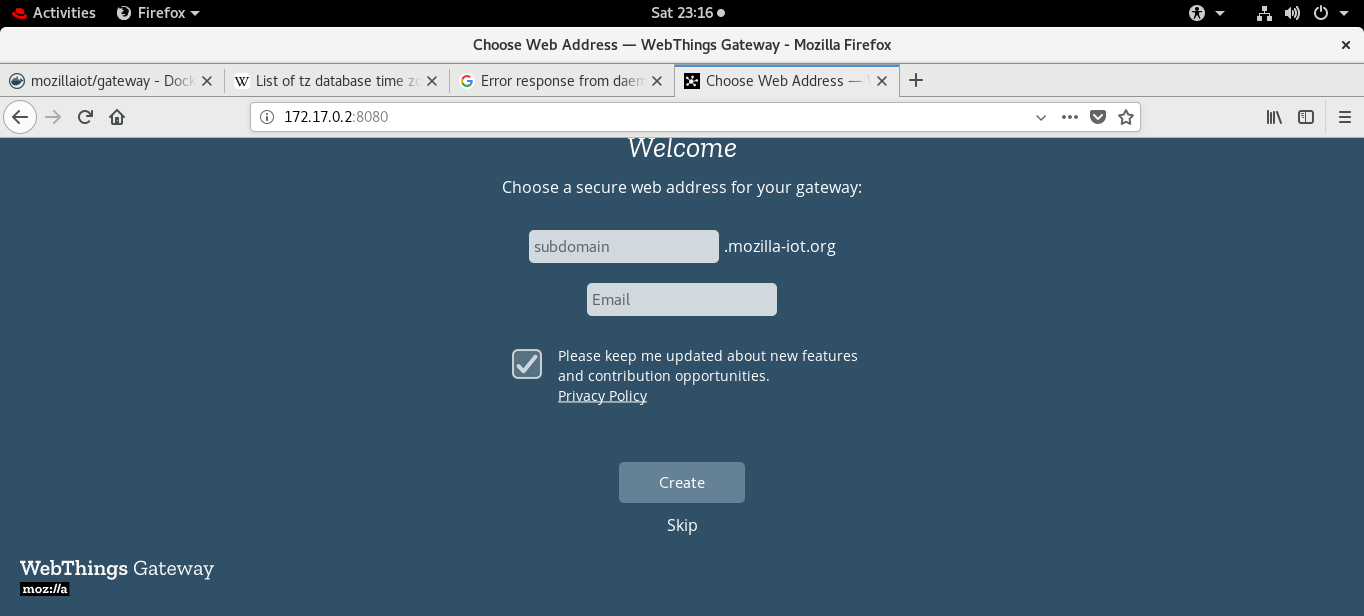 Activities Firefox Sat 23:16
Choose Web Address — WebThings Gateway - Mozilla Firefox
mozillaiot/gateway - Dock List of tz database time zo Error response from daem Choose Web Address —
172.17.0.2:8080
Welcome
Choose a secure web address for your gateway:
subdomain .mozilla-iot.org
Email
Please keep me updated about new features
and contribution opportunities.
Privacy Policy
Create
Skip
WebThings Gateway
moz://a